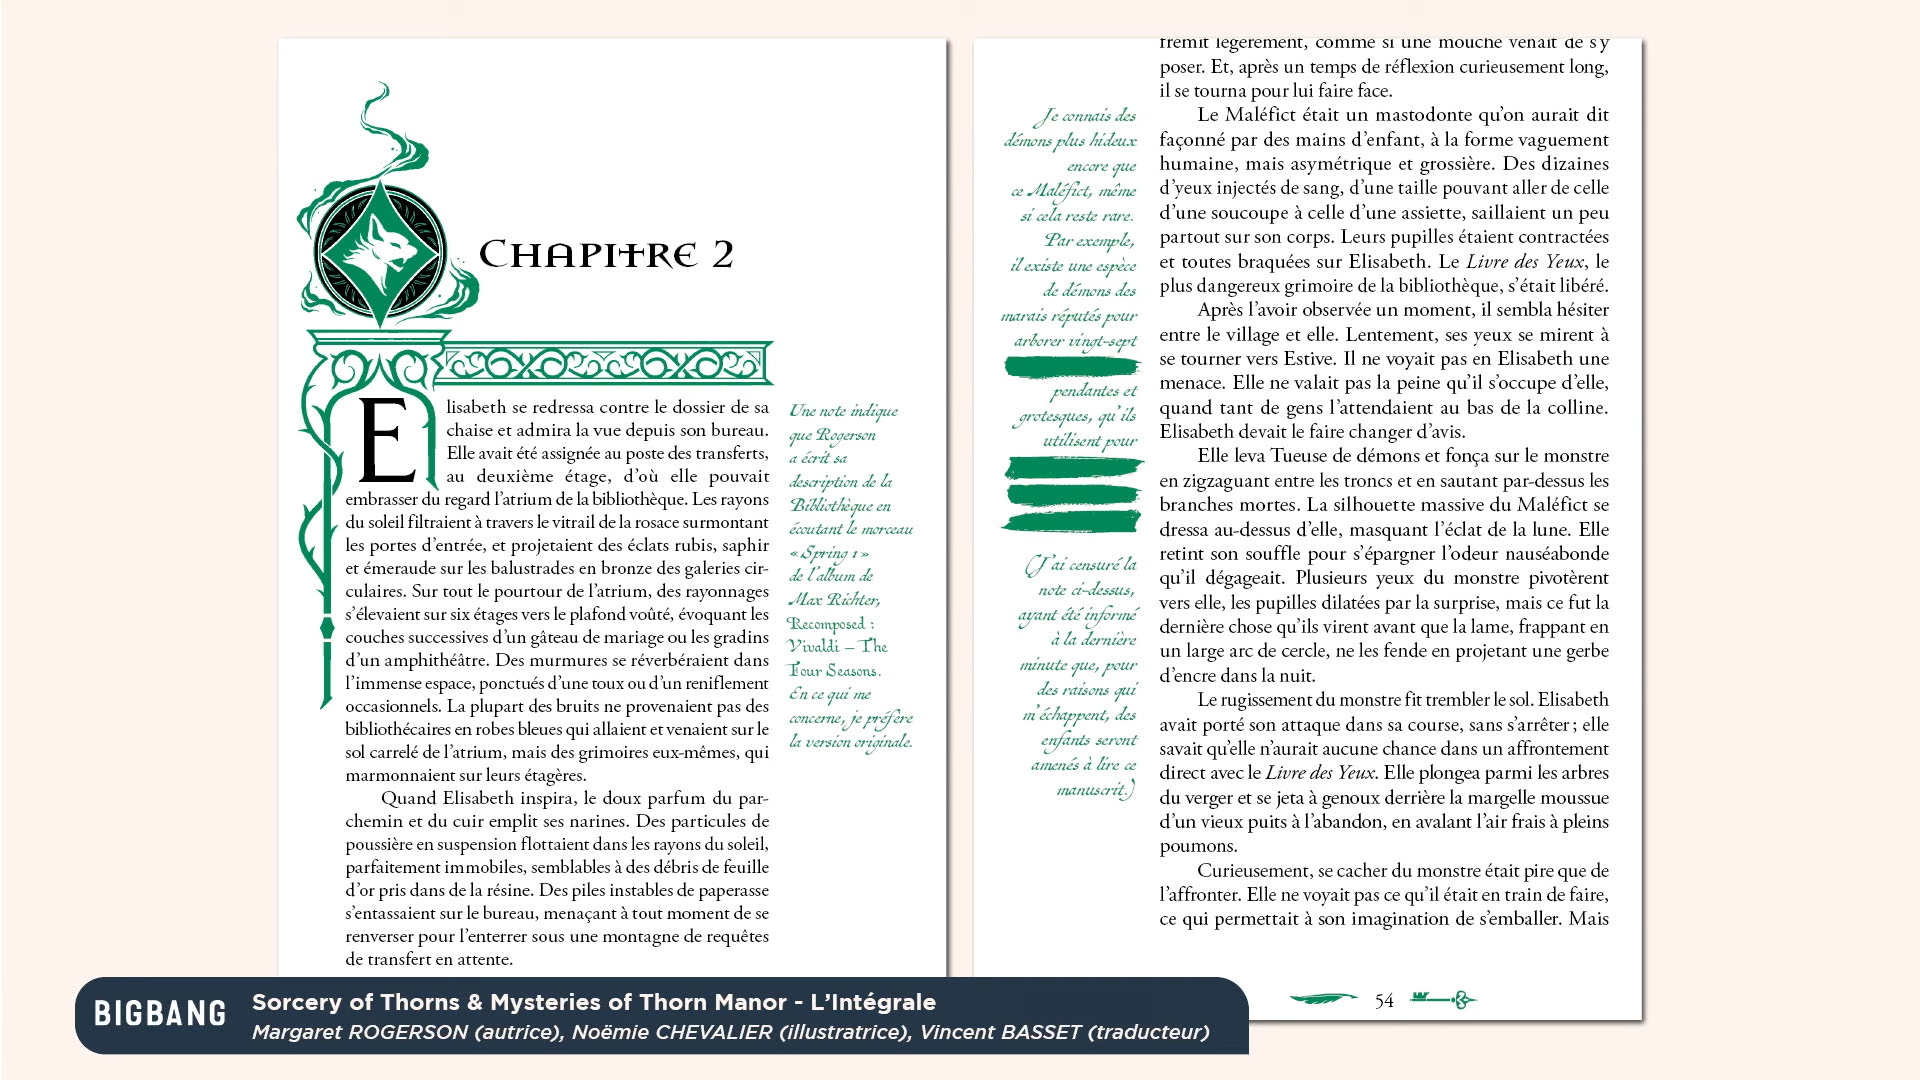 CHAPITRE 2
Elisabeth se redressa contre le dossier de sa
chaise et admira la vue depuis son bureau.
Elle avait été assignée au poste des transferts,
au deuxième étage, d’où elle pouvait
embrasser du regard l’atrium de la bibliothèque. Les rayons
du soleil filtraient à travers le vitrail de la rosace surmontant
les portes d’entrée, et projetaient des éclats rubis, saphir
et émeraude sur les balustrades en bronze des galeries cir-
culaires. Sur tout le pourtour de l’atrium, des rayonnages
s’élevaient sur six étages vers le plafond voûté, évoquant les
couches successives d’un gâteau de mariage ou les gradins
d’un amphithéâtre. Des murmures se réverbéraient dans
l’immense espace, ponctués d’une toux ou d’un reniflement
occasionnels. La plupart des bruits ne provenaient pas des
bibliothécaires en robes bleues qui allaient et venaient sur le
sol carrelé de l’atrium, mais des grimoires eux-mêmes, qui
marmonnaient sur leurs étagères.
Quand Elisabeth inspira, le doux parfum du par-
chemin et du cuir emplit ses narines. Des particules de
poussière en suspension flottaient dans les rayons du soleil,
parfaitement immobiles, semblables à des débris de feuille
d’or pris dans de la résine. Des piles instables de paperasse
s’entassaient sur le bureau, menaçant à tout moment de se
renverser pour l’enterrer sous une montagne de requêtes
de transfert en attente.
Une note indique
que Rogerson
a écrit sa
description de la
Bibliothèque en
écoutant le morceau
« Spring 1 »
de l’album de
Max Richter,
Recomposed :
Vivaldi – The
Four Seasons.
En ce qui me
concerne, je préfère
la version originale.
Je connais des
démons plus hideux
encore que
ce Maléfict, même
si cela reste rare.
Par exemple,
il existe une espèce
de démons des
marais réputés pour
arborer vingt-sept
pendantes et
grotesques, qu’ils
utilisent pour
(J’ai censuré la
note ci-dessus,
ayant été informé
à la dernière
minute que, pour
des raisons qui
m’échappent, des
enfants seront
amenés à lire ce
manuscrit.)
frémit légèrement, comme si une mouche venait de s’y
poser. Et, après un temps de réflexion curieusement long,
il se tourna pour lui faire face.
Le Maléfict était un mastodonte qu’on aurait dit
façonné par des mains d’enfant, à la forme vaguement
humaine, mais asymétrique et grossière. Des dizaines
d’yeux injectés de sang, d’une taille pouvant aller de celle
d’une soucoupe à celle d’une assiette, saillaient un peu
partout sur son corps. Leurs pupilles étaient contractées
et toutes braquées sur Elisabeth. Le Livre des Yeux, le
plus dangereux grimoire de la bibliothèque, s’était libéré.
Après l’avoir observée un moment, il sembla hésiter
entre le village et elle. Lentement, ses yeux se mirent à
se tourner vers Estive. Il ne voyait pas en Elisabeth une
menace. Elle ne valait pas la peine qu’il s’occupe d’elle,
quand tant de gens l’attendaient au bas de la colline.
Elisabeth devait le faire changer d’avis.
Elle leva Tueuse de démons et fonça sur le monstre
en zigzaguant entre les troncs et en sautant par-dessus les
branches mortes. La silhouette massive du Maléfict se
dressa au-dessus d’elle, masquant l’éclat de la lune. Elle
retint son souffle pour s’épargner l’odeur nauséabonde
qu’il dégageait. Plusieurs yeux du monstre pivotèrent
vers elle, les pupilles dilatées par la surprise, mais ce fut la
dernière chose qu’ils virent avant que la lame, frappant en
un large arc de cercle, ne les fende en projetant une gerbe
d’encre dans la nuit.
Le rugissement du monstre fit trembler le sol. Elisabeth
avait porté son attaque dans sa course, sans s’arrêter ; elle
savait qu’elle n’aurait aucune chance dans un affrontement
direct avec le Livre des Yeux. Elle plongea parmi les arbres
du verger et se jeta à genoux derrière la margelle moussue
d’un vieux puits à l’abandon, en avalant l’air frais à pleins
poumons.
Curieusement, se cacher du monstre était pire que de
l’affronter. Elle ne voyait pas ce qu’il était en train de faire,
ce qui permettait à son imagination de s’emballer. Mais
54
BIGBANG
Sorcery of Thorns & Mysteries of Thorn Manor - L’Intégrale
Margaret ROGERSON (autrice), Noëmie CHEVALIER (illustratrice), Vincent BASSET (traducteur)